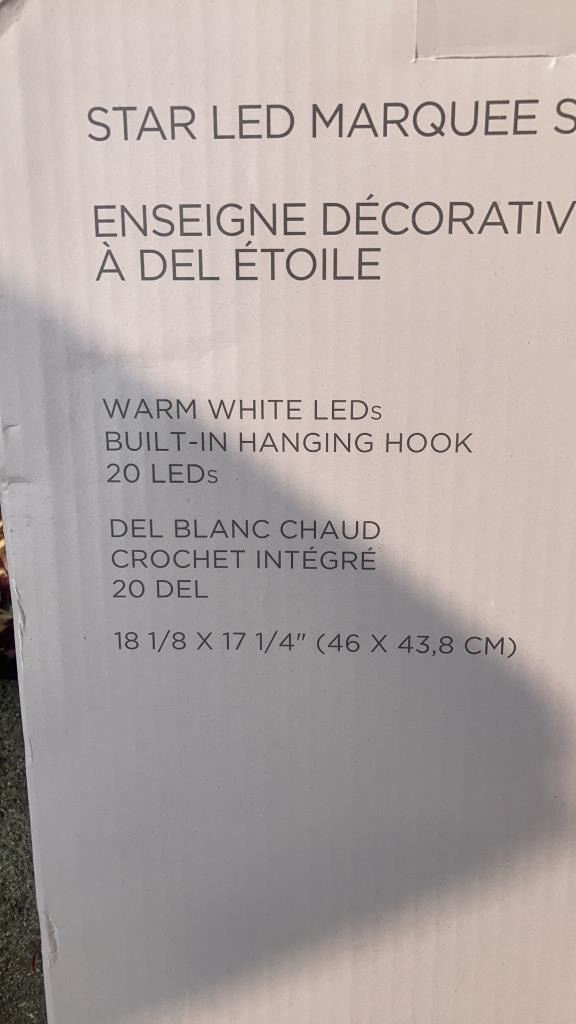 STAR LED MARQUEE S
ENSEIGNE DÉCORATIV
À DEL ÉTOILE
WARM WHITE LEDs
BUILT-IN HANGING HOOK
20 LEDs
DEL BLANC CHAUD
CROCHET INTÉGRÉ
20 DEL
18 1/8 X 17 1/4" (46 X 43,8 CM)